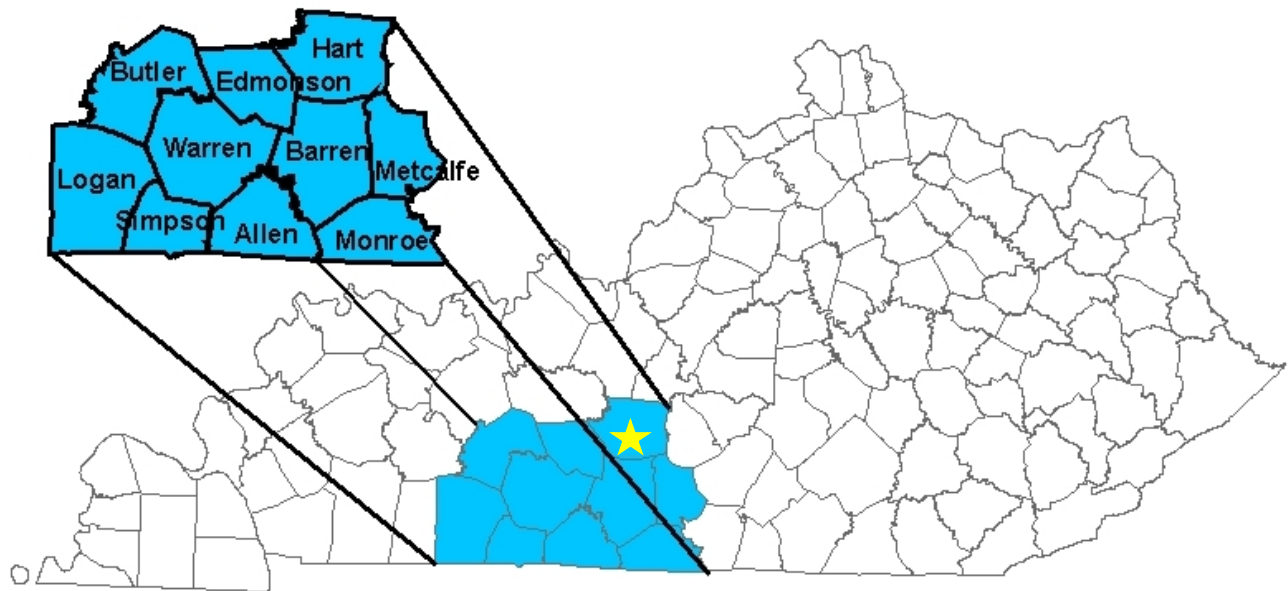 Hart
Butler
Edmonson
Warren
Barren
Metcalfe
Logan
Simpson
Allen
Monroe